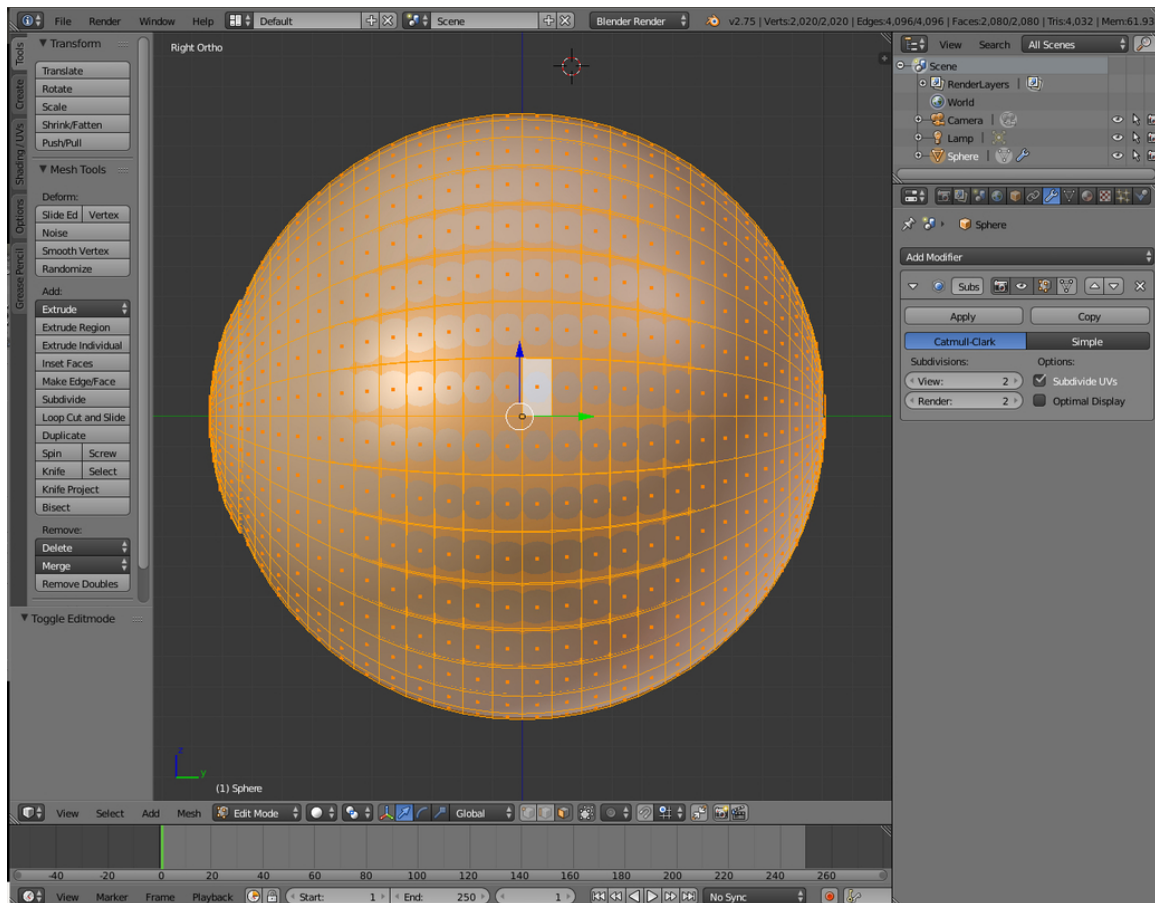 File Render Window Help Default Scene Blender Render v2.75 | Verts:2,020/2,020 | Edges:4,096/4,096 | Faces:2,080/2,080 | Tris:4,032 | Mem:61.93
Tools
Create
Shading / UVs
Options
Grease Pencil
Transform
Translate
Rotate
Scale
Shrink/Fatten
Push/Pull
Mesh Tools
Deform:
Slide Ed Vertex
Noise
Smooth Vertex
Randomize
Add:
Extrude
Extrude Region
Extrude Individual
Inset Faces
Make Edge/Face
Subdivide
Loop Cut and Slide
Duplicate
Spin Screw
Knife Select
Knife Project
Bisect
Remove:
Delete
Merge
Remove Doubles
Toggle Editmode
Right Ortho
z
y
(1) Sphere
View Select Add Mesh Edit Mode Global
-40 -20 0 20 40 60 80 100 120 140 160 180 200 220 240 260
View Marker Frame Playback Start: 1 End: 250 1 No Sync
View Search All Scenes
Scene
RenderLayers |
World
Camera |
Lamp |
Sphere |
Sphere
Add Modifier
Subs
Apply Copy
Catmull-Clark Simple
Subdivisions: Options:
View: 2 Subdivide UVs
Render: 2 Optimal Display